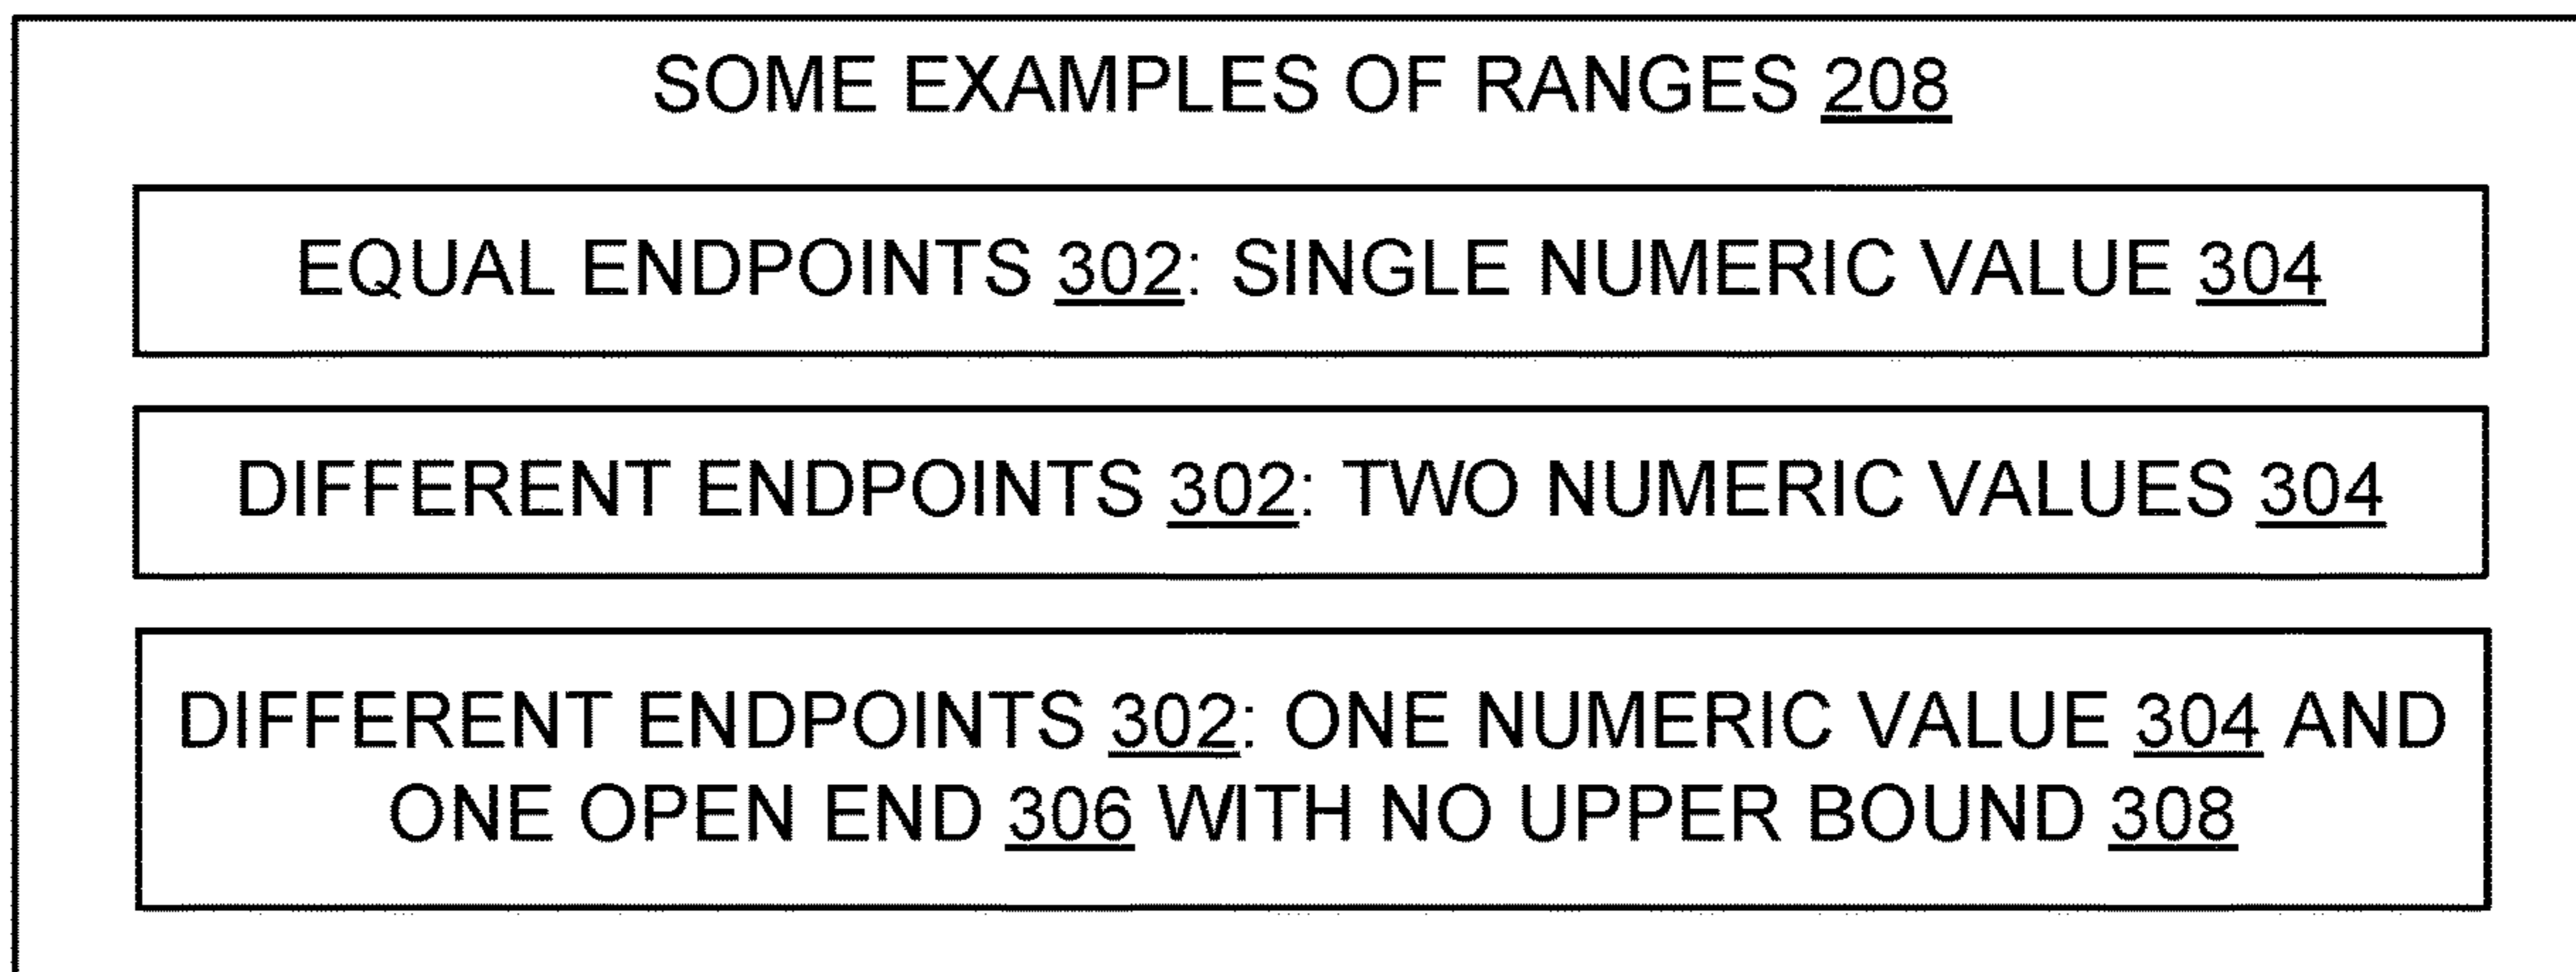 SOME EXAMPLES OF RANGES 208
EQUAL ENDPOINTS 302: SINGLE NUMERIC VALUE 304
DIFFERENT ENDPOINTS 302: TWO NUMERIC VALUES 304
DIFFERENT ENDPOINTS 302: ONE NUMERIC VALUE 304 AND
ONE OPEN END 306 WITH NO UPPER BOUND 308